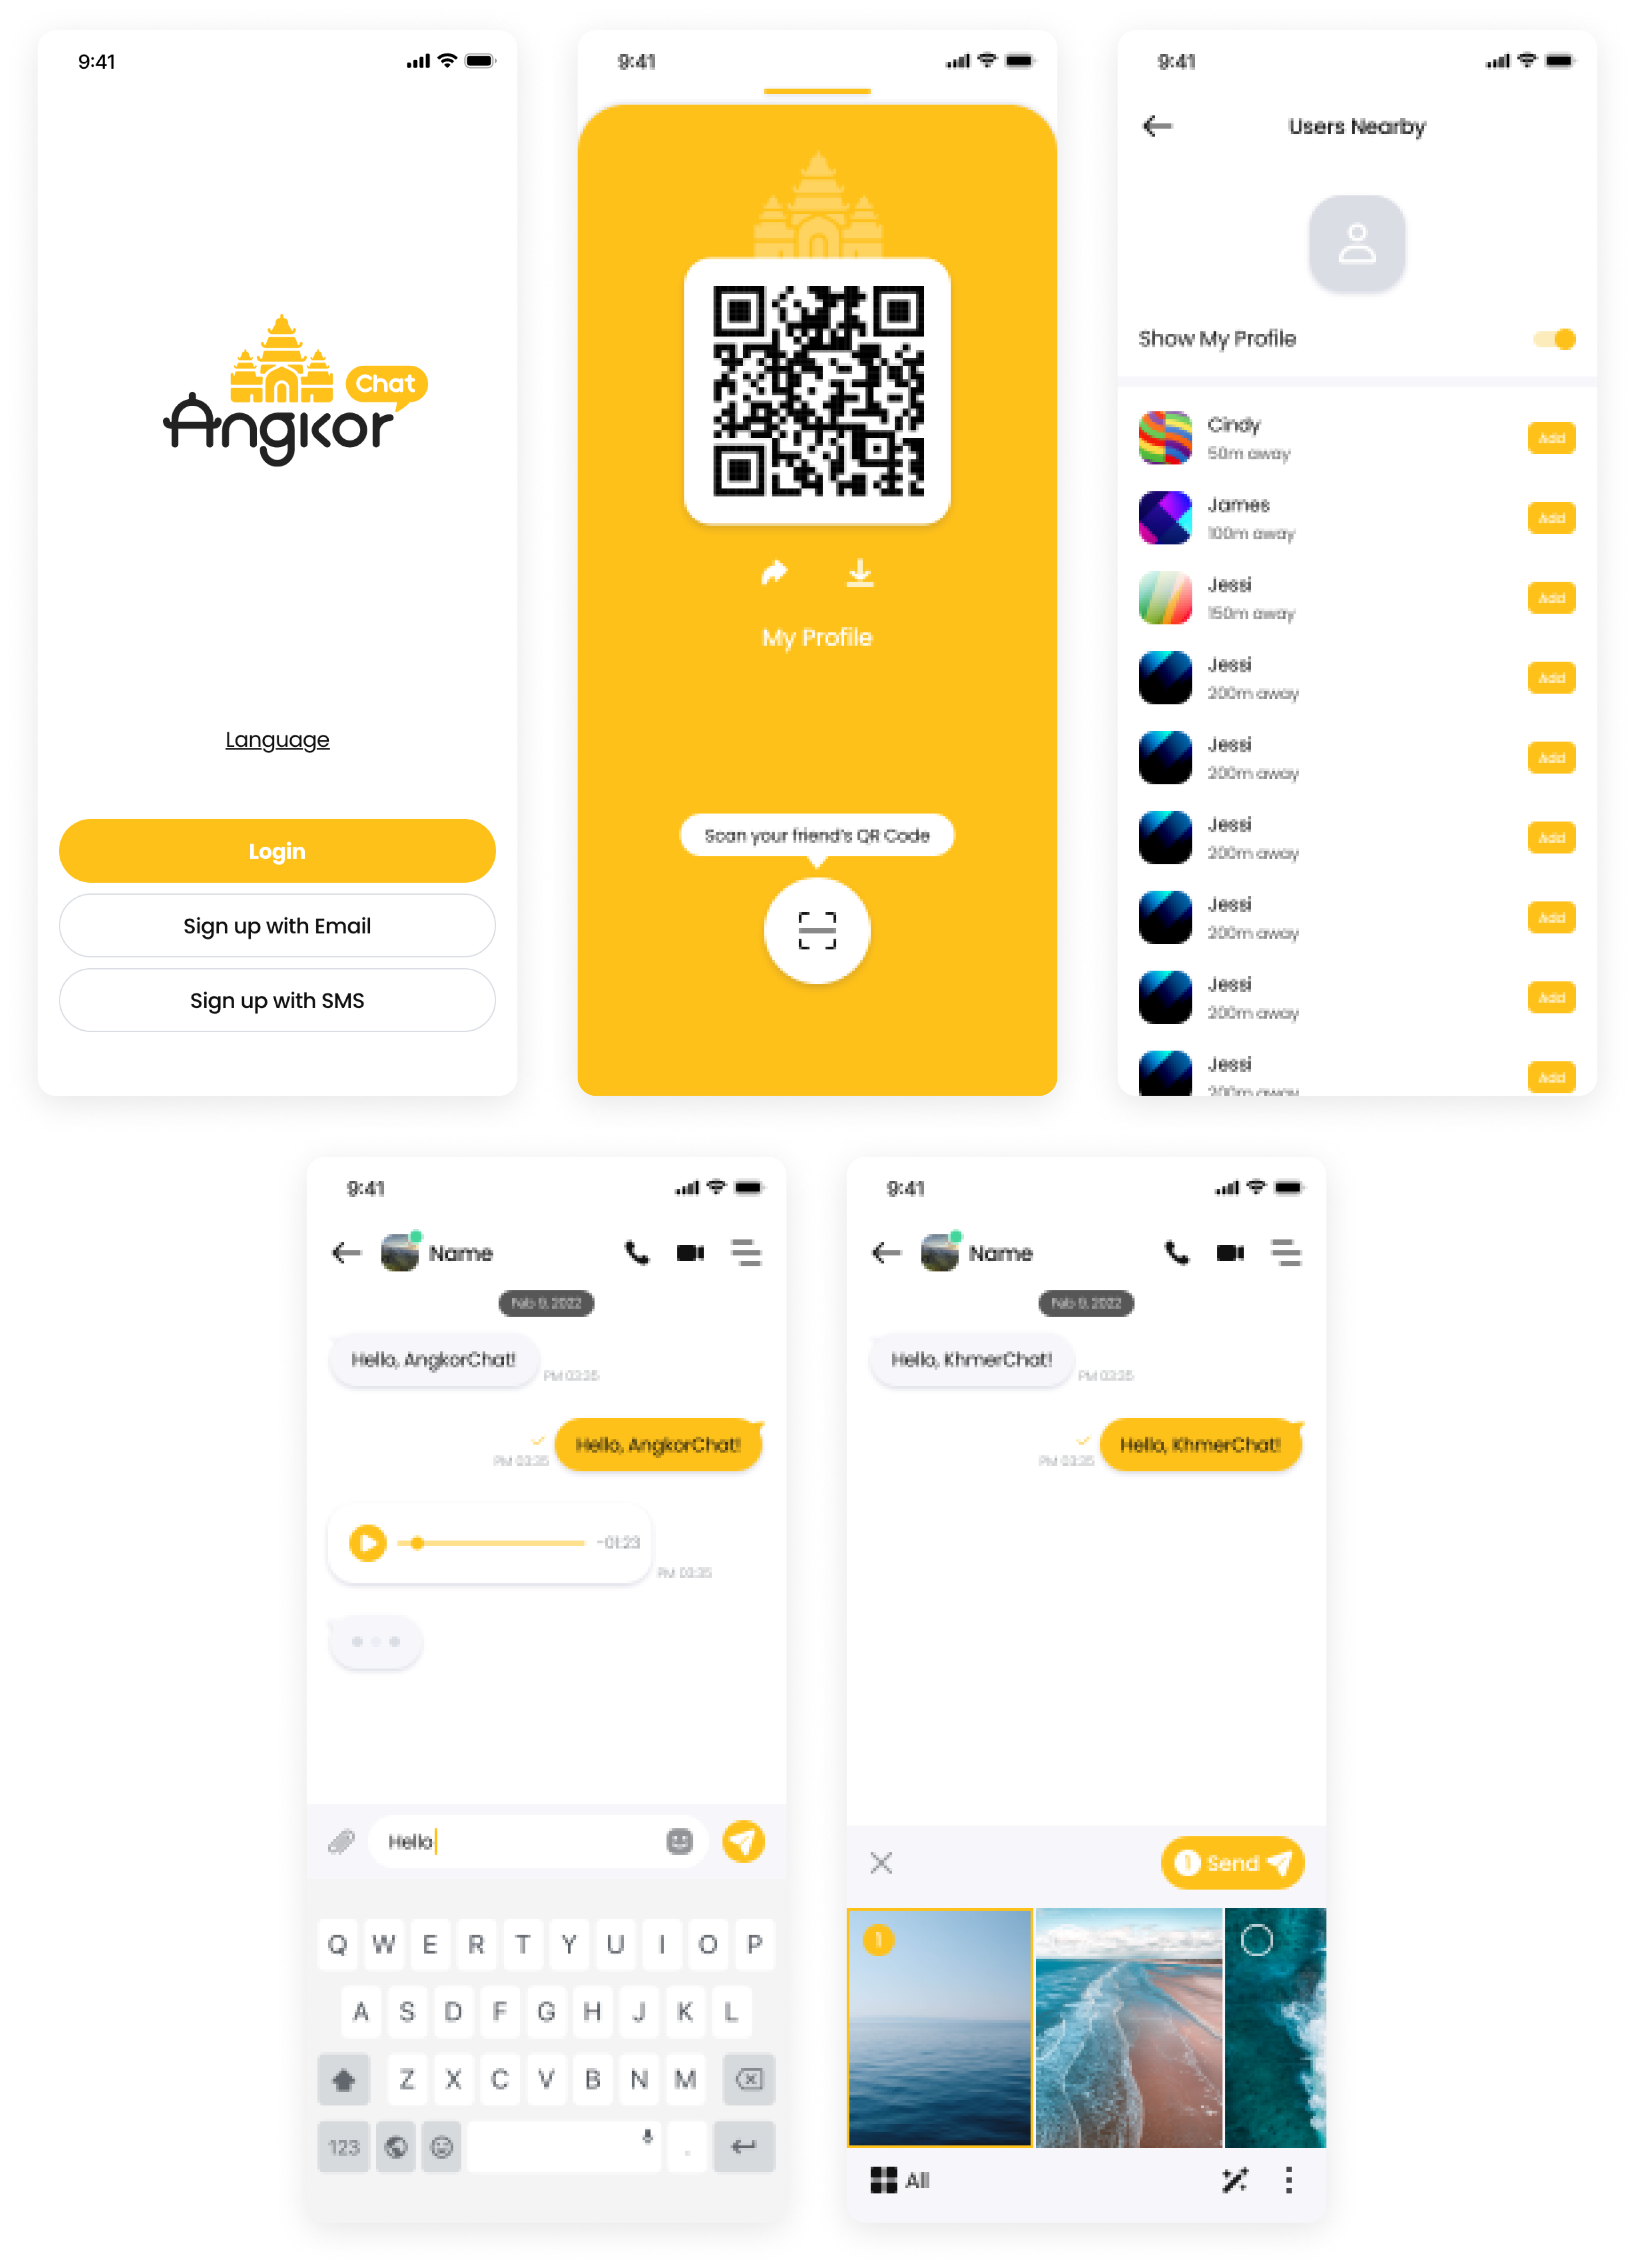 9:41
Chat
Angkor
Language
Login
Sign up with Email
Sign up with SMS
9:41
My Profile
Scan your friend's QR Code
9:41
Users Nearby
Show My Profile
Cindy
50m away
Add
James
100m away
Add
Jessi
150m away
Add
Jessi
200m away
Add
Jessi
200m away
Add
Jessi
200m away
Add
Jessi
200m away
Add
Jessi
200m away
Add
Jessi
200m away
Add
9:41
Name
Feb 9, 2022
Hello, AngkorChat!
PM 03:35
Hello, AngkorChat!
PM 03:35
-01:23
PM 03:35
Hello
Q W E R T Y U I O P
A S D F G H J K L
Z X C V B N M
123 .
9:41
Name
Feb 9, 2022
Hello, KhmerChat!
PM 03:35
Hello, KhmerChat!
PM 03:35
1 Send
1
All